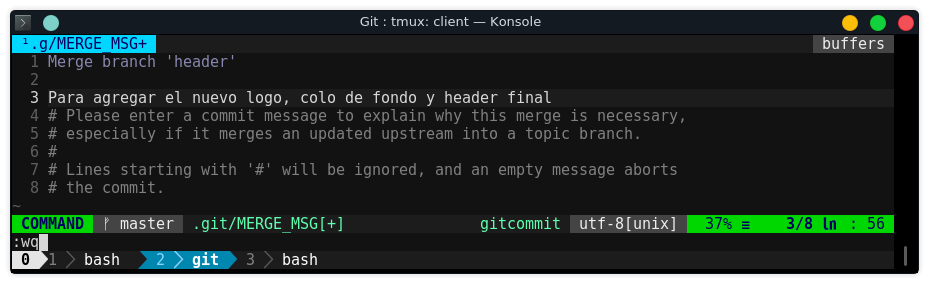 Git : tmux: client — Konsole
¹.g/MERGE_MSG+ buffers
1 Merge branch 'header'
2
3 Para agregar el nuevo logo, colo de fondo y header final
4 # Please enter a commit message to explain why this merge is necessary,
5 # especially if it merges an updated upstream into a topic branch.
6 #
7 # Lines starting with '#' will be ignored, and an empty message aborts
8 # the commit.
~
COMMAND ᚠ master .git/MERGE_MSG[+] gitcommit utf-8[unix] 37% ≡ 3/8 ㏑ : 56
:wq
0 1 bash 2 git 3 bash